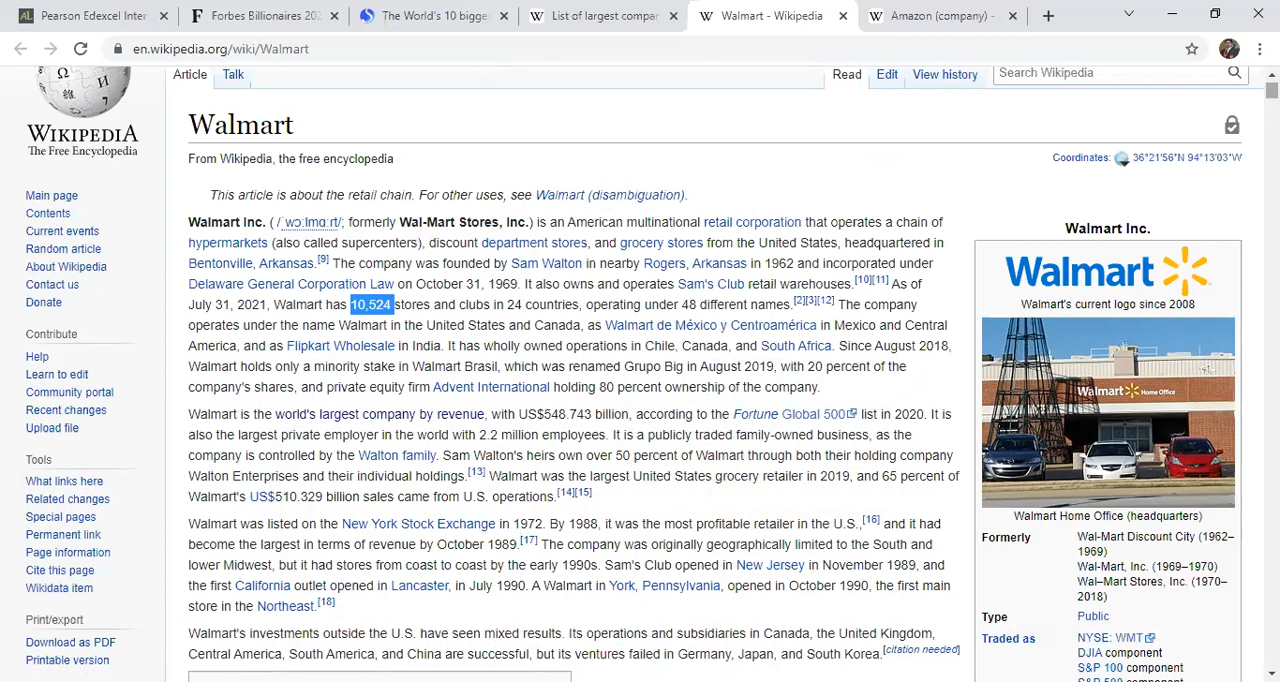 Pearson Edexcel Inter
Forbes Billionaires 202
The World's 10 bigge
List of largest compar
Walmart - Wikipedia
Amazon (company) -
en.wikipedia.org/wiki/Walmart
Article Talk
Read Edit View history
Search Wikipedia
WIKIPEDIA
The Free Encyclopedia
Main page
Contents
Current events
Random article
About Wikipedia
Contact us
Donate
Contribute
Help
Learn to edit
Community portal
Recent changes
Upload file
Tools
What links here
Related changes
Special pages
Permanent link
Page information
Cite this page
Wikidata item
Print/export
Download as PDF
Printable version
Walmart
From Wikipedia, the free encyclopedia
Coordinates: 36°21′56″N 94°13′03″W
This article is about the retail chain. For other uses, see Walmart (disambiguation).
Walmart Inc. (/ˈwɔːlmɑːrt/; formerly Wal-Mart Stores, Inc.) is an American multinational retail corporation that operates a chain of
hypermarkets (also called supercenters), discount department stores, and grocery stores from the United States, headquartered in
Bentonville, Arkansas.[9] The company was founded by Sam Walton in nearby Rogers, Arkansas in 1962 and incorporated under
Delaware General Corporation Law on October 31, 1969. It also owns and operates Sam's Club retail warehouses.[10][11] As of
July 31, 2021, Walmart has 10,524 stores and clubs in 24 countries, operating under 48 different names.[2][3][12] The company
operates under the name Walmart in the United States and Canada, as Walmart de México y Centroamérica in Mexico and Central
America, and as Flipkart Wholesale in India. It has wholly owned operations in Chile, Canada, and South Africa. Since August 2018,
Walmart holds only a minority stake in Walmart Brasil, which was renamed Grupo Big in August 2019, with 20 percent of the
company's shares, and private equity firm Advent International holding 80 percent ownership of the company.
Walmart is the world's largest company by revenue, with US$548.743 billion, according to the Fortune Global 500 list in 2020. It is
also the largest private employer in the world with 2.2 million employees. It is a publicly traded family-owned business, as the
company is controlled by the Walton family. Sam Walton's heirs own over 50 percent of Walmart through both their holding company
Walton Enterprises and their individual holdings.[13] Walmart was the largest United States grocery retailer in 2019, and 65 percent of
Walmart's US$510.329 billion sales came from U.S. operations.[14][15]
Walmart was listed on the New York Stock Exchange in 1972. By 1988, it was the most profitable retailer in the U.S.,[16] and it had
become the largest in terms of revenue by October 1989.[17] The company was originally geographically limited to the South and
lower Midwest, but it had stores from coast to coast by the early 1990s. Sam's Club opened in New Jersey in November 1989, and
the first California outlet opened in Lancaster, in July 1990. A Walmart in York, Pennsylvania, opened in October 1990, the first main
store in the Northeast.[18]
Walmart's investments outside the U.S. have seen mixed results. Its operations and subsidiaries in Canada, the United Kingdom,
Central America, South America, and China are successful, but its ventures failed in Germany, Japan, and South Korea.[citation needed]
Walmart Inc.
Walmart
Walmart's current logo since 2008
Walmart Home Office
Walmart Home Office (headquarters)
Formerly Wal-Mart Discount City (1962–
1969)
Wal-Mart, Inc. (1969–1970)
Wal–Mart Stores, Inc. (1970–
2018)
Type Public
Traded as NYSE: WMT
DJIA component
S&P 100 component
S&P 500 component